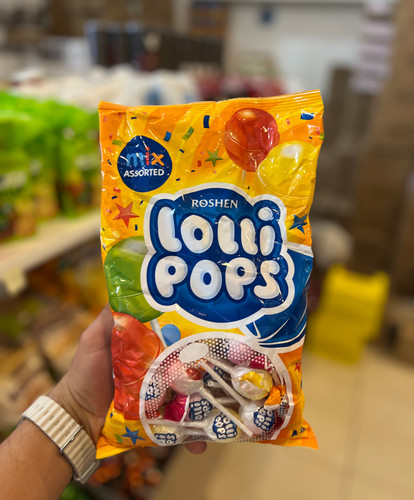 mix
ASSORTED
ROSHEN
Lolli
POPS